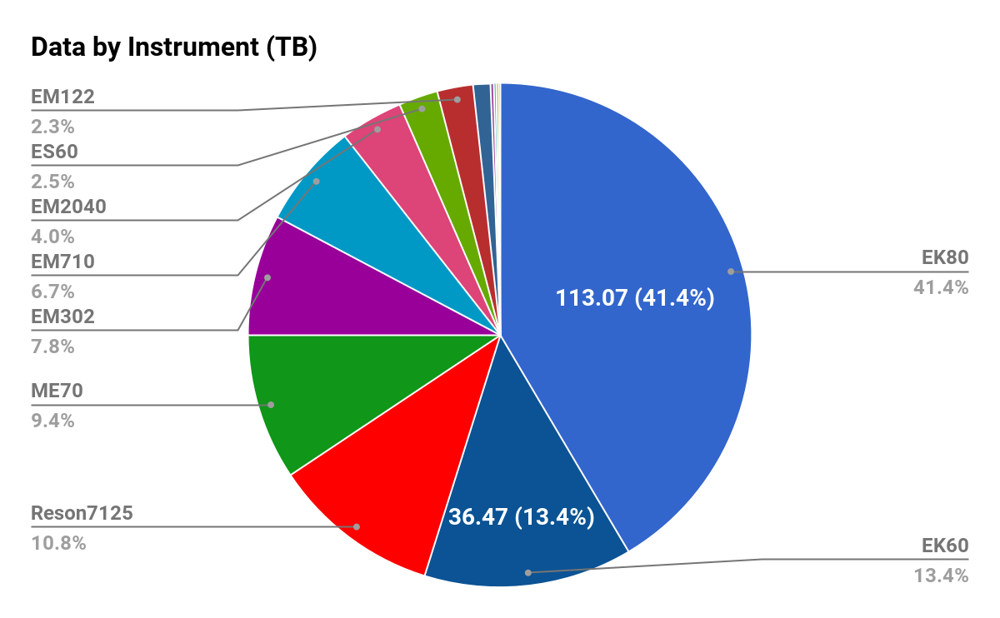 Data by Instrument (TB)
EM122
2.3%
ES60
2.5%
EM2040
4.0%
EM710
6.7%
EM302
7.8%
ME70
9.4%
Reson7125
10.8%
113.07 (41.4%)
36.47 (13.4%)
EK80
41.4%
EK60
13.4%